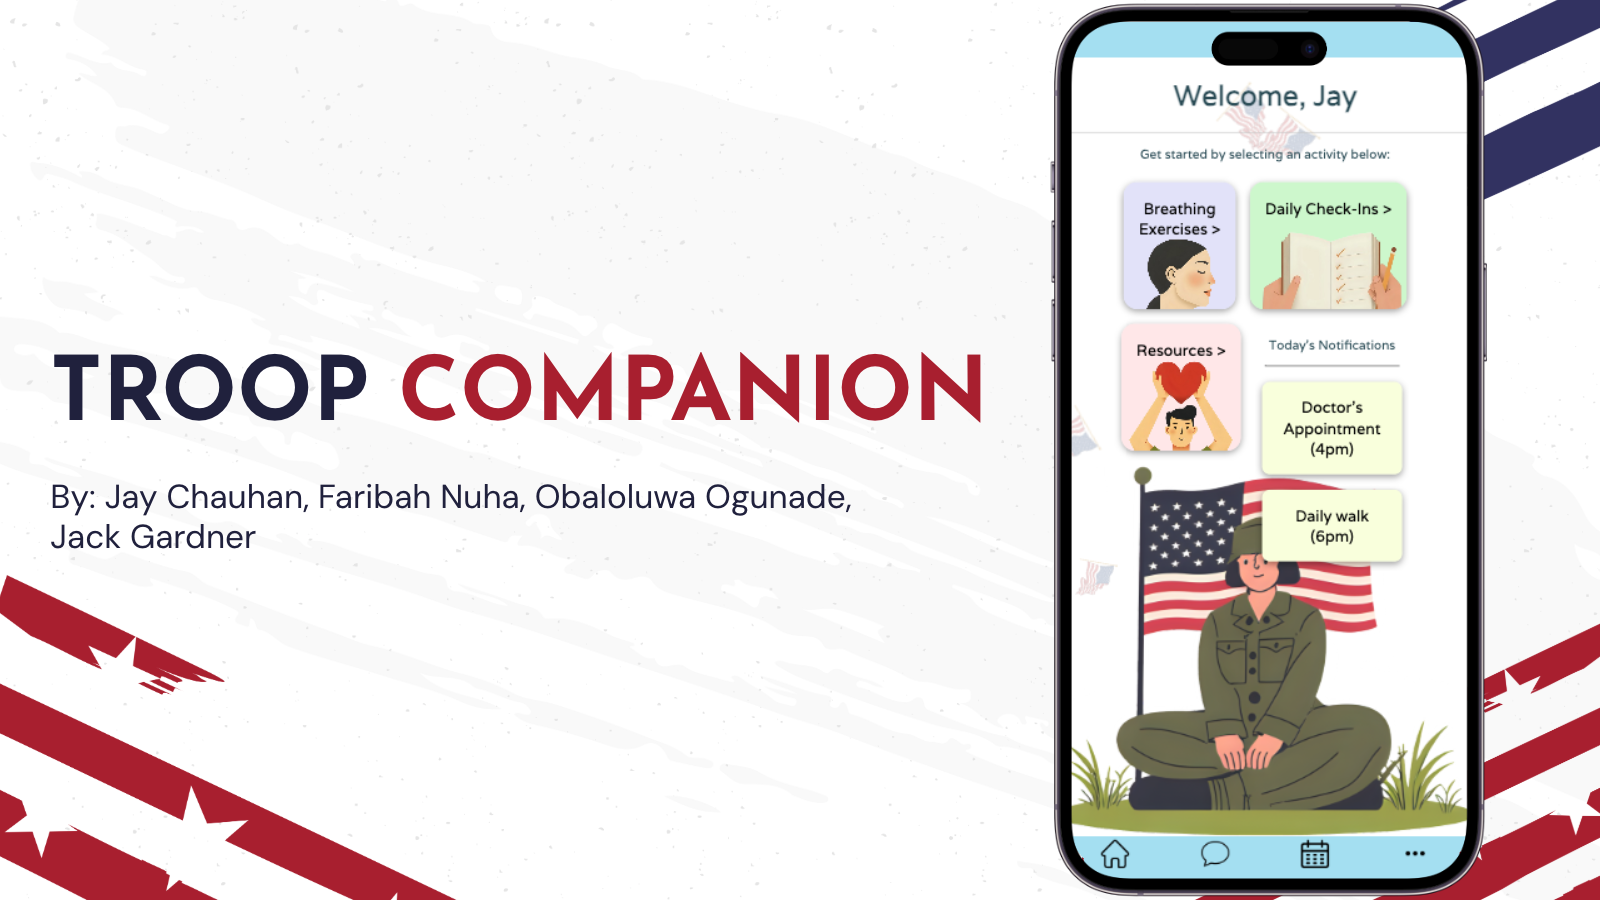 TROOP COMPANION
By: Jay Chauhan, Faribah Nuha, Obaloluwa Ogunade,
Jack Gardner
Welcome, Jay
Get started by selecting an activity below:
Breathing
Exercises >
Daily Check-Ins >
Resources >
Today's Notifications
Doctor's
Appointment
(4pm)
Daily walk
(6pm)